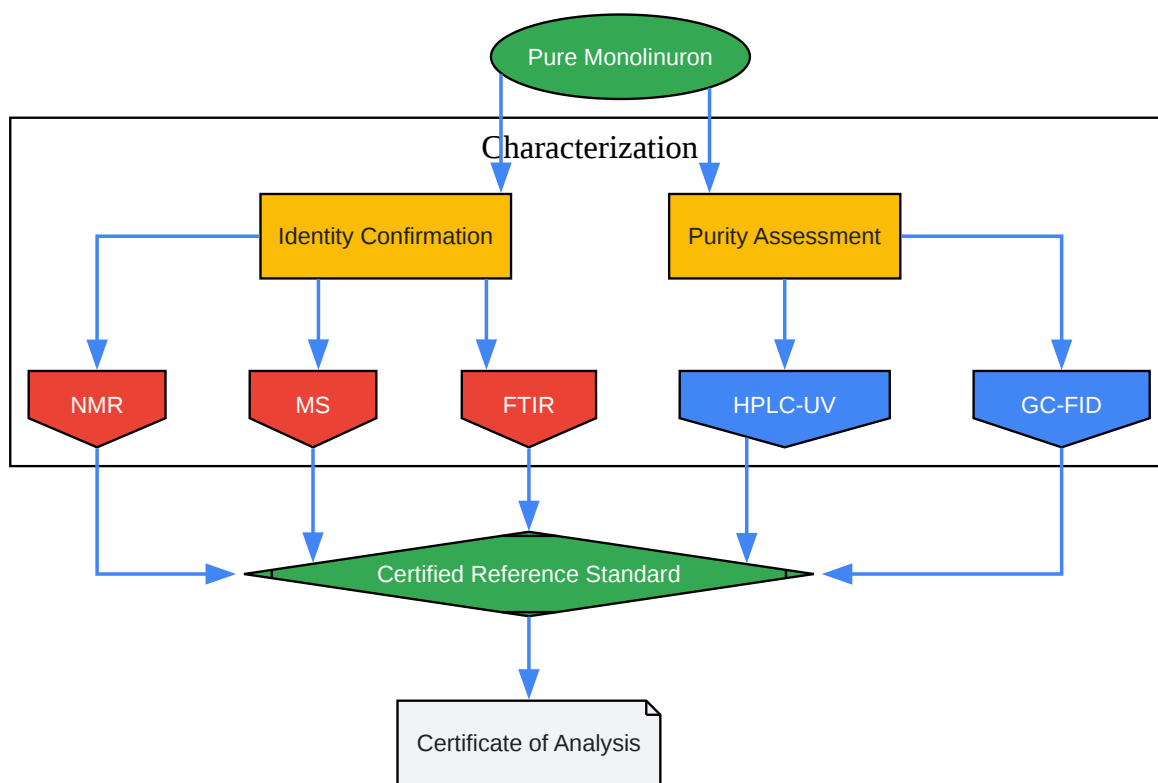 Pure Monolinuron
Characterization
Identity Confirmation
Purity Assessment
NMR
MS
FTIR
HPLC-UV
GC-FID
Certified Reference Standard
Certificate of Analysis